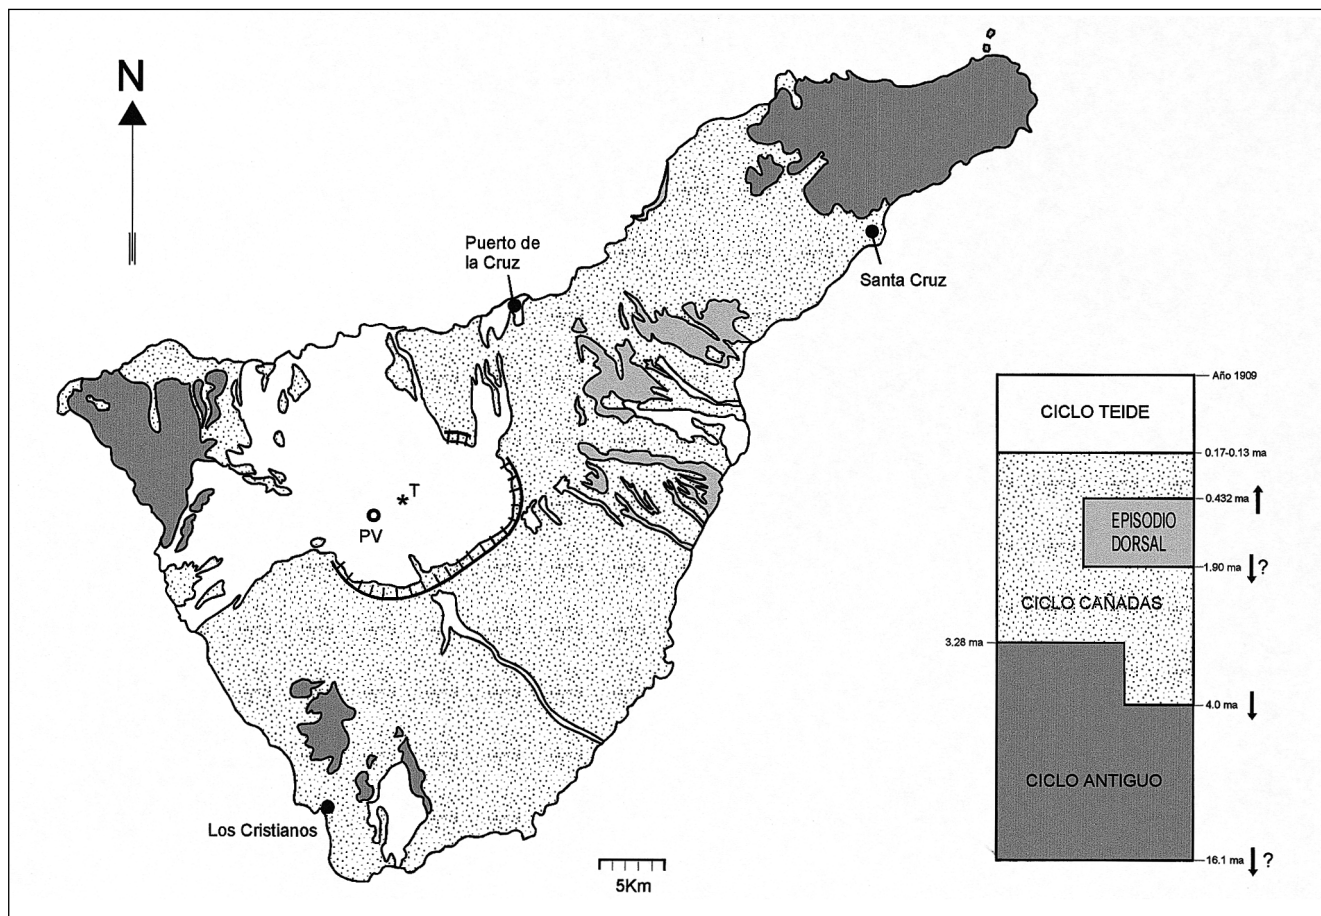 N
Puerto de
la Cruz
Santa Cruz
*T
PV
Los Cristianos
5Km
Año 1909
CICLO TEIDE
0.17-0.13 ma
0.432 ma
EPISODIO
DORSAL
1.90 ma ?
CICLO CAÑADAS
3.28 ma
4.0 ma
CICLO ANTIGUO
16.1 ma ?